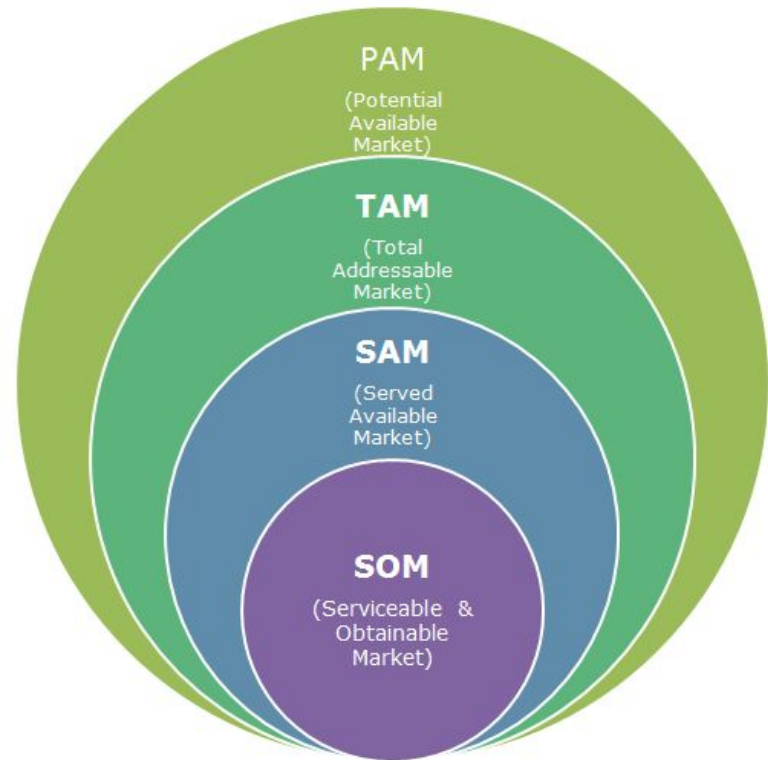 PAM
(Potential
Available
Market)
TAM
(Total
Addressable
Market)
SAM
(Served
Available
Market)
SOM
(Serviceable &
Obtainable
Market)